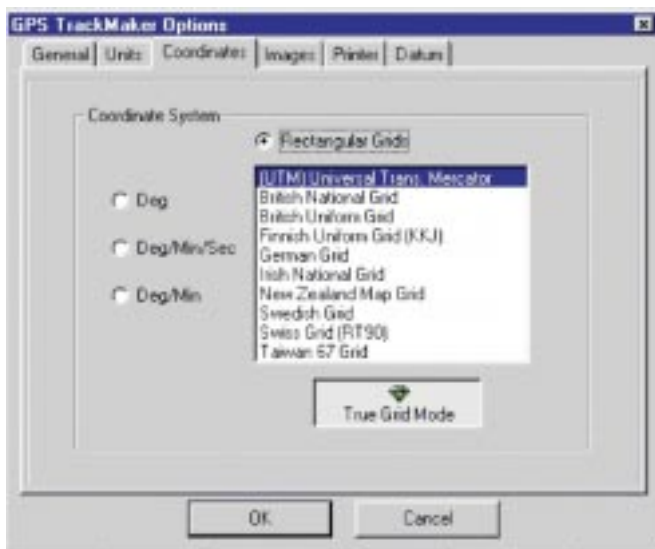 GPS TrackMaker Options
General Units Coordinates Images Printer Datum
Coordinate System
Rectangular Grids
Deg
Deg/Min/Sec
Deg/Min
(UTM) Universal Trans. Mercator
British National Grid
British Uniform Grid
Finnish Uniform Grid (KKJ)
German Grid
Irish National Grid
New Zealand Map Grid
Swedish Grid
Swiss Grid (RT90)
Taiwan 67 Grid
True Grid Mode
OK Cancel